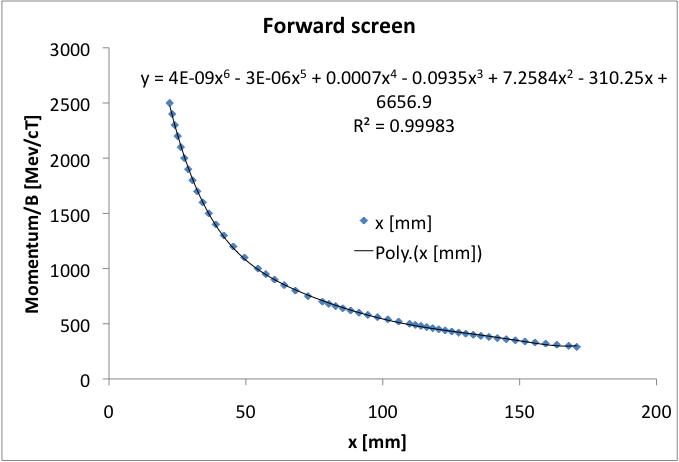 Forward screen
3000
y = 4E-09x⁶ - 3E-06x⁵ + 0.0007x⁴ - 0.0935x³ + 7.2584x² - 310.25x +
6656.9
R² = 0.99983
2500
2000
1500
1000
500
0
Momentum/B [Mev/cT]
x [mm]
Poly.(x [mm])
0 50 100 150 200
x [mm]